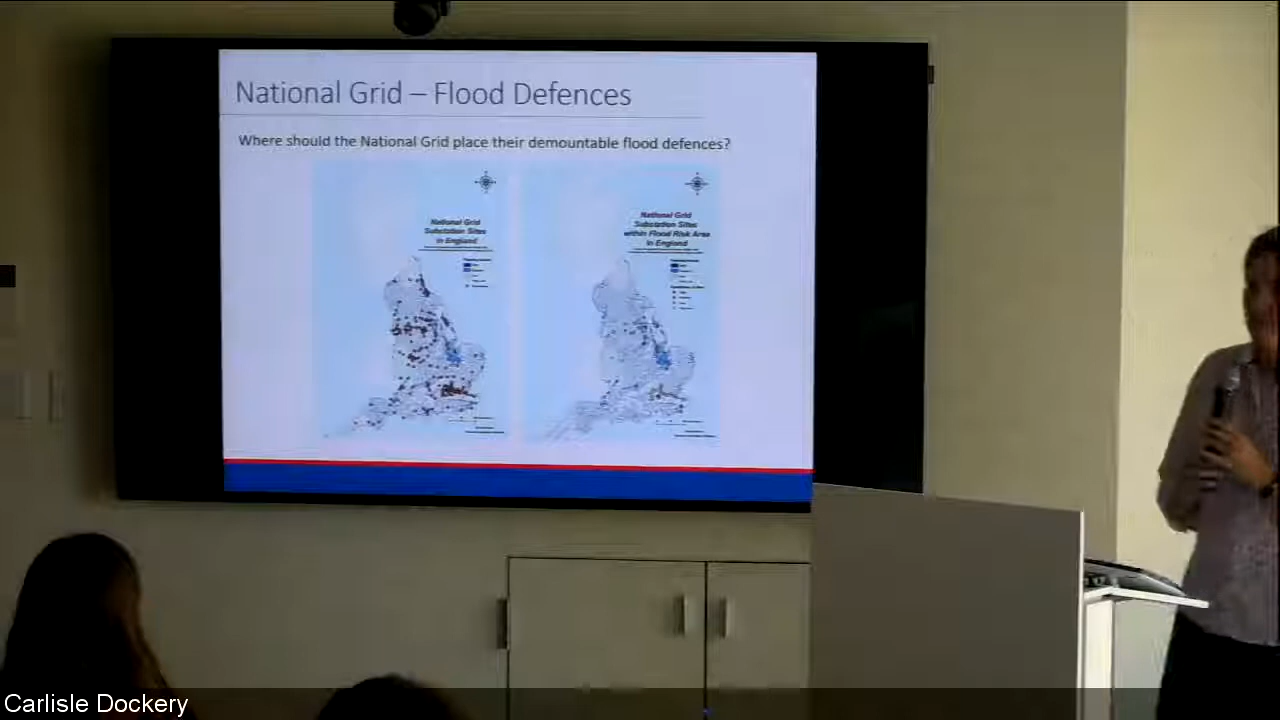 National Grid – Flood Defences
Where should the National Grid place their demountable flood defences?
National Grid
Substation Sites
in England
National Grid
Substation Sites
within Flood Risk Area
in England
Carlisle Dockery